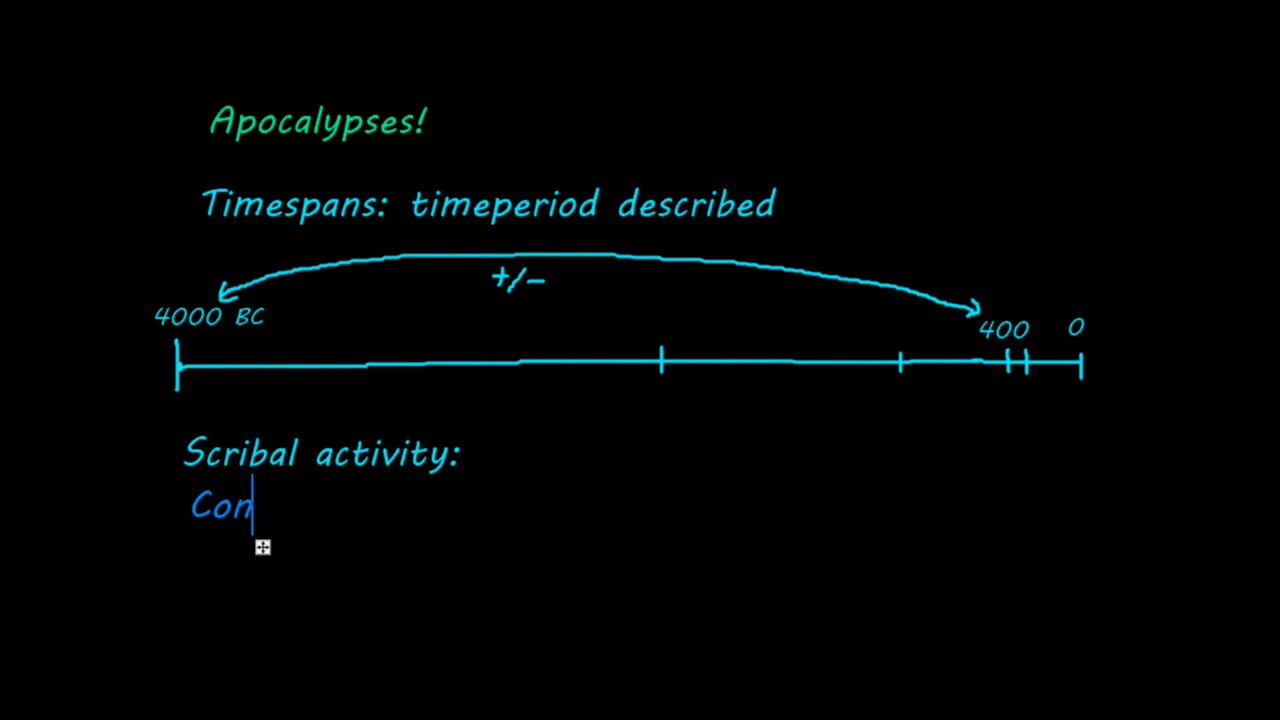 Apocalypses!
Timespans: timeperiod described
+/-
4000 BC 400 0
Scribal activity:
Con